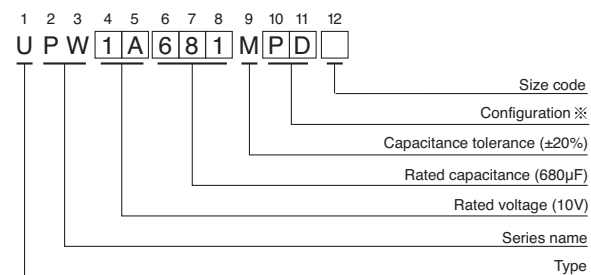 1 2 3 4 5 6 7 8 9 10 11 12
U P W 1 A 6 8 1 M P D
Size code
Configuration ※
Capacitance tolerance (±20%)
Rated capacitance (680µF)
Rated voltage (10V)
Series name
Type